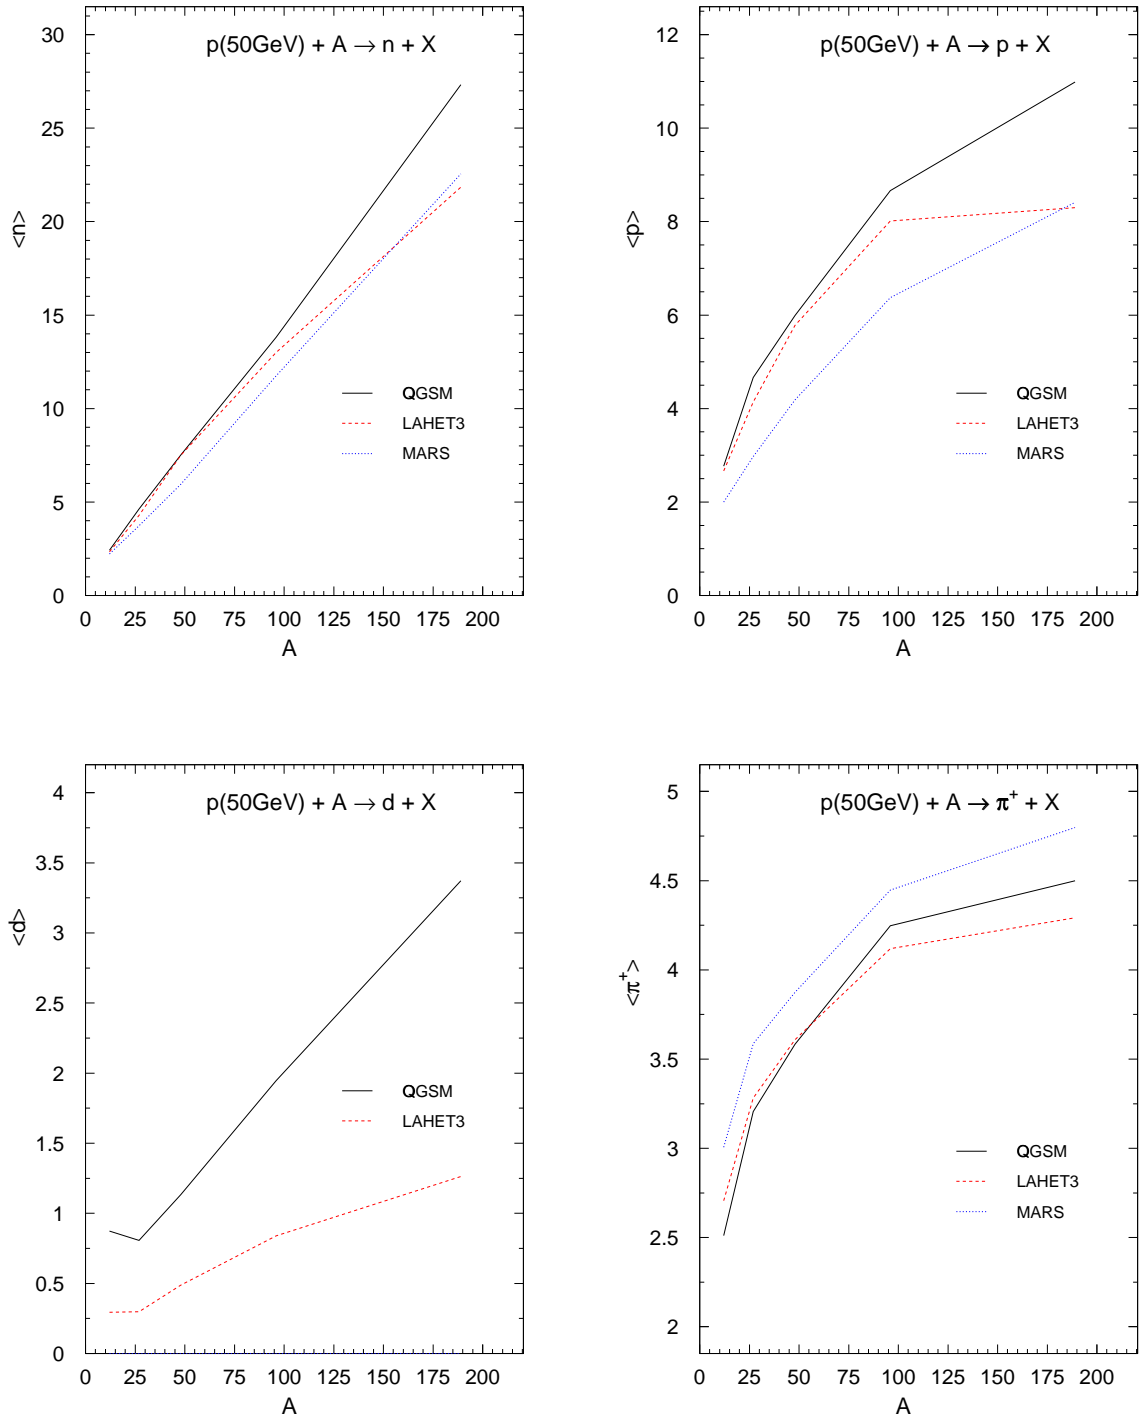 p(50GeV) + A → n + X
30
25
20
15
10
5
0
<n>
QGSM
LAHET3
MARS
0 25 50 75 100 125 150 175 200
A
p(50GeV) + A → p + X
12
10
8
6
4
2
0
<p>
QGSM
LAHET3
MARS
0 25 50 75 100 125 150 175 200
A
p(50GeV) + A → d + X
4
3.5
3
2.5
2
1.5
1
0.5
0
<d>
QGSM
LAHET3
0 25 50 75 100 125 150 175 200
A
p(50GeV) + A → π⁺ + X
5
4.5
4
3.5
3
2.5
2
<π⁺>
QGSM
LAHET3
MARS
0 25 50 75 100 125 150 175 200
A